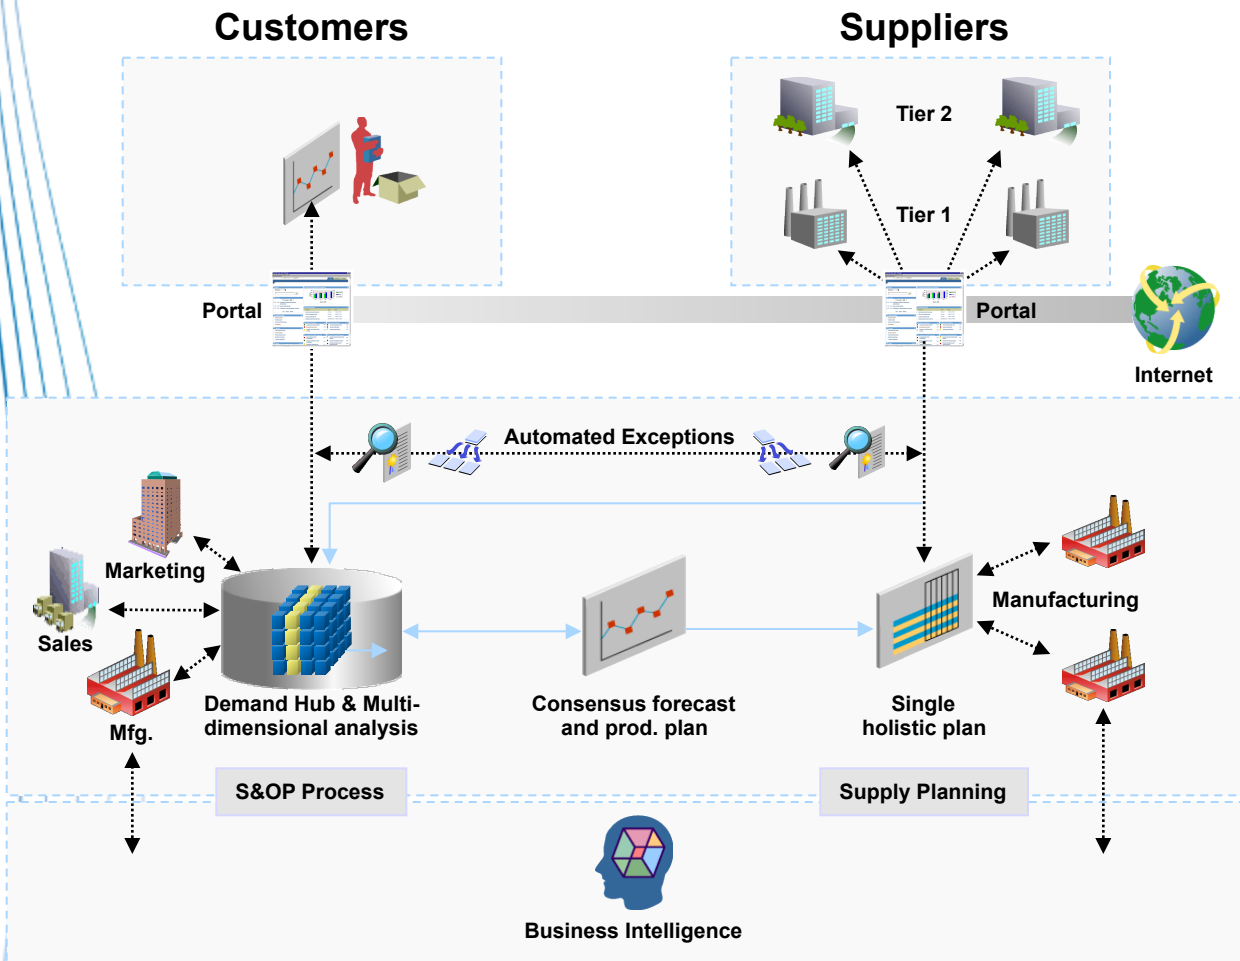 Customers
Suppliers
Tier 2
Tier 1
Portal
Portal
Internet
Automated Exceptions
Marketing
Sales
Mfg.
Manufacturing
Demand Hub & Multi-
dimensional analysis
Consensus forecast
and prod. plan
Single
holistic plan
S&OP Process
Supply Planning
Business Intelligence